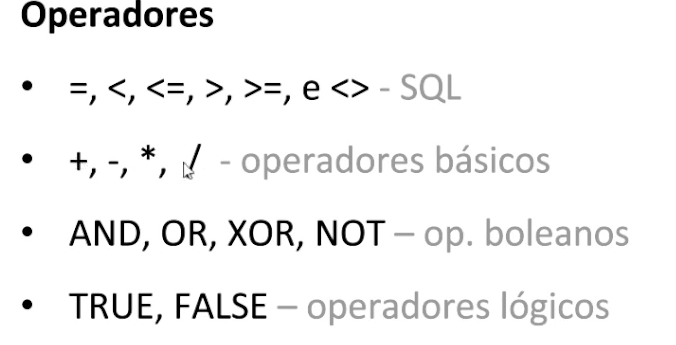 Operadores
• =, <, <=, >, >=, e <> - SQL
• +, -, *, / - operadores básicos
• AND, OR, XOR, NOT – op. boleanos
• TRUE, FALSE – operadores lógicos